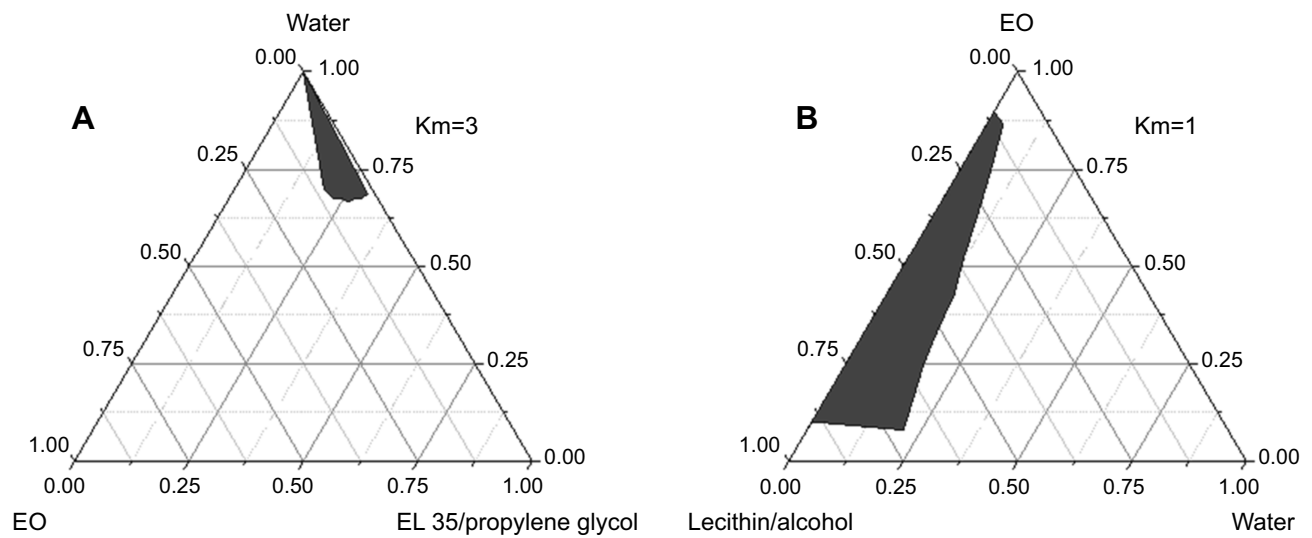 Water
0.00 1.00
A
Km=3
0.25 0.75
0.50 0.50
0.75 0.25
1.00 0.00
0.00 0.25 0.50 0.75 1.00
EO EL 35/propylene glycol
EO
0.00 1.00
B
Km=1
0.25 0.75
0.50 0.50
0.75 0.25
1.00 0.00
0.00 0.25 0.50 0.75 1.00
Lecithin/alcohol Water